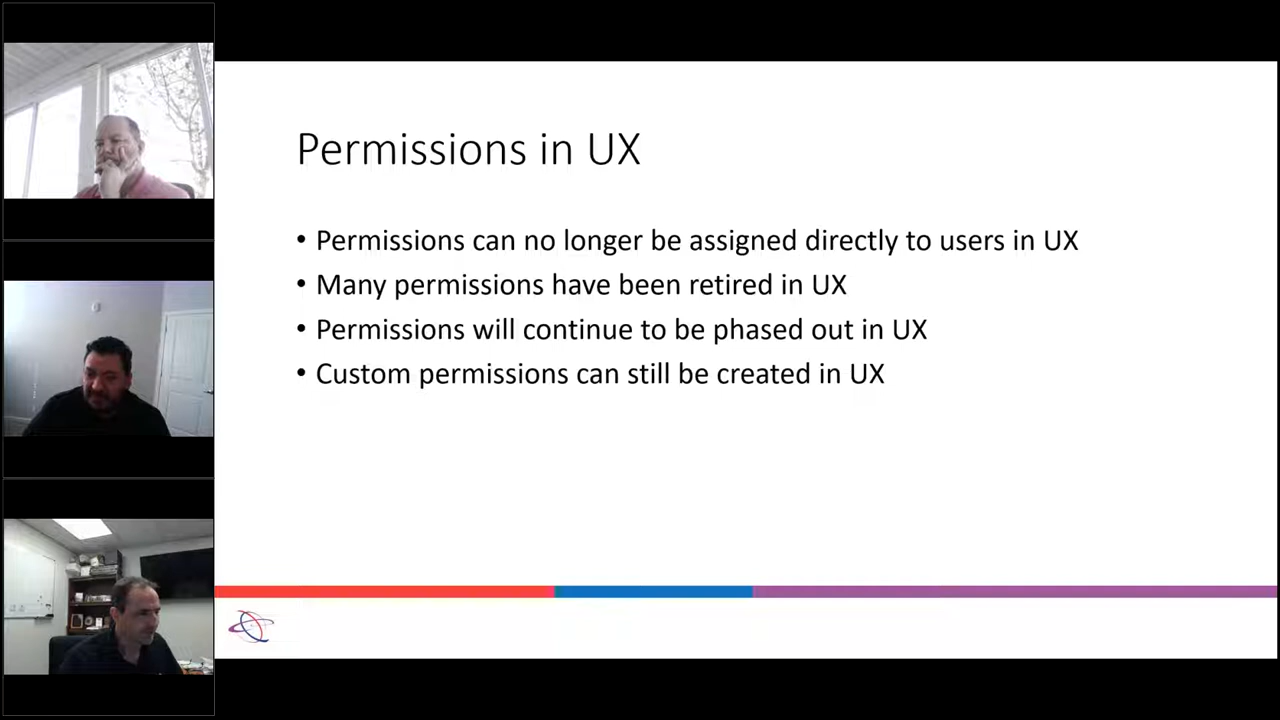 Permissions in UX
• Permissions can no longer be assigned directly to users in UX
• Many permissions have been retired in UX
• Permissions will continue to be phased out in UX
• Custom permissions can still be created in UX